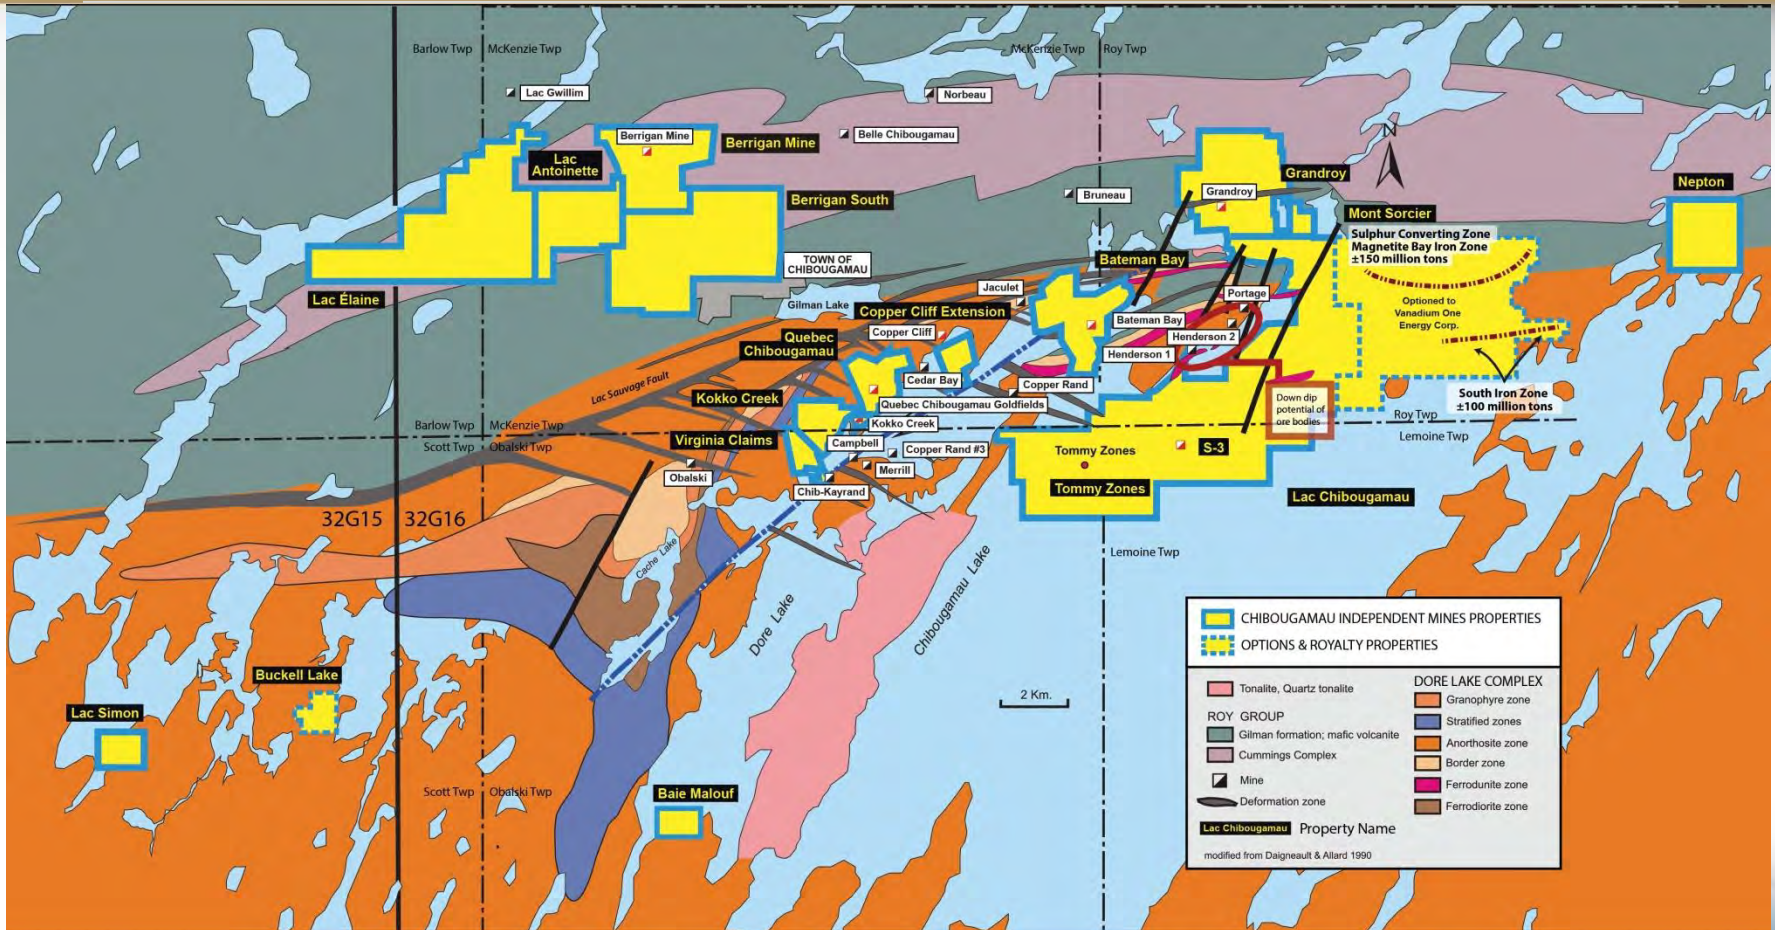 Barlow Twp
McKenzie Twp
McKenzie Twp
Roy Twp
Lac Gwillim
Norbeau
Berrigan Mine
Belle Chibougamau
Berrigan Mine
Lac
Antoinette
Grandroy
Nepton
Grandroy
Bruneau
Berrigan South
N
Mont Sorcier
Sulphur Converting Zone
Magnetite Bay Iron Zone
±150 million tons
TOWN OF
CHIBOUGAMAU
Bateman Bay
Jaculet
Portage
Lac Élaine
Gilman Lake
Copper Cliff Extension
Optioned to
Vanadium One
Energy Corp.
Bateman Bay
Copper Cliff
Henderson 2
Quebec
Chibougamau
Henderson 1
Cedar Bay
Copper Rand
Lac Sauvage Fault
Kokko Creek
Quebec Chibougamau Goldfields
Down dip
potential of
ore bodies
South Iron Zone
±100 million tons
Barlow Twp
McKenzie Twp
Kokko Creek
Roy Twp
Lemoine Twp
Virginia Claims
Scott Twp
Obalski Twp
Campbell
Copper Rand #3
Tommy Zones
S-3
Merrill
Obalski
Chib-Kayrand
Tommy Zones
Lac Chibougamau
32G15
32G16
Lemoine Twp
Cache Lake
Dore Lake
Chibougamau Lake
Buckell Lake
Lac Simon
2 Km.
Scott Twp
Obalski Twp
Baie Malouf
CHIBOUGAMAU INDEPENDENT MINES PROPERTIES
OPTIONS & ROYALTY PROPERTIES
Tonalite, Quartz tonalite
ROY GROUP
Gilman formation; mafic volcanite
Cummings Complex
Mine
Deformation zone
Lac Chibougamau
Property Name
modified from Daigneault & Allard 1990
DORE LAKE COMPLEX
Granophyre zone
Stratified zones
Anorthosite zone
Border zone
Ferrodunite zone
Ferrodiorite zone